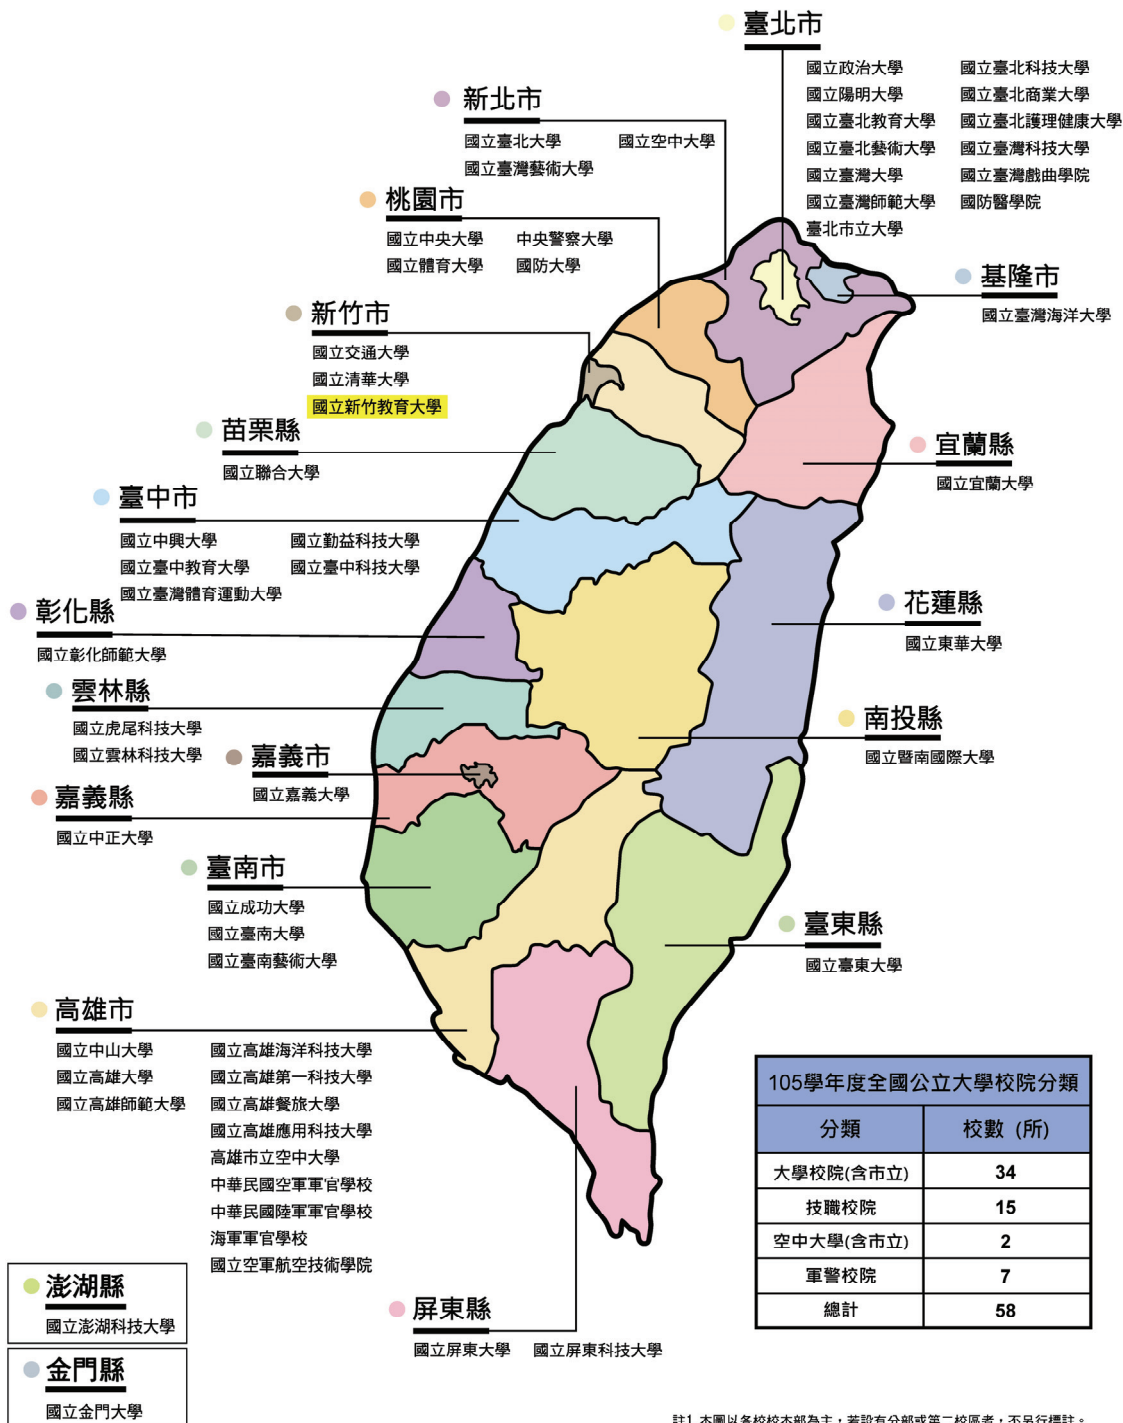 臺北市
國立政治大學
國立陽明大學
國立臺北教育大學
國立臺北藝術大學
國立臺灣大學
國立臺灣師範大學
臺北市立大學
國立臺北科技大學
國立臺北商業大學
國立臺北護理健康大學
國立臺灣科技大學
國立臺灣戲曲學院
國防醫學院
新北市
國立臺北大學
國立臺灣藝術大學
國立空中大學
桃園市
國立中央大學
國立體育大學
中央警察大學
國防大學
基隆市
國立臺灣海洋大學
新竹市
國立交通大學
國立清華大學
國立新竹教育大學
苗栗縣
國立聯合大學
宜蘭縣
國立宜蘭大學
臺中市
國立中興大學
國立臺中教育大學
國立臺灣體育運動大學
國立勤益科技大學
國立臺中科技大學
彰化縣
國立彰化師範大學
花蓮縣
國立東華大學
雲林縣
國立虎尾科技大學
國立雲林科技大學
南投縣
國立暨南國際大學
嘉義市
國立嘉義大學
嘉義縣
國立中正大學
臺南市
國立成功大學
國立臺南大學
國立臺南藝術大學
臺東縣
國立臺東大學
高雄市
國立中山大學
國立高雄大學
國立高雄師範大學
國立高雄海洋科技大學
國立高雄第一科技大學
國立高雄餐旅大學
國立高雄應用科技大學
高雄市立空中大學
中華民國空軍軍官學校
中華民國陸軍軍官學校
海軍軍官學校
國立空軍航空技術學院
屏東縣
國立屏東大學
國立屏東科技大學
澎湖縣
國立澎湖科技大學
金門縣
國立金門大學
105學年度全國公立大學校院分類
分類 校數 (所)
大學校院(含市立) 34
技職校院 15
空中大學(含市立) 2
軍警校院 7
總計 58
註1.本圖以各校校本部為主，若設有分部或第二校區者，不另行標註。